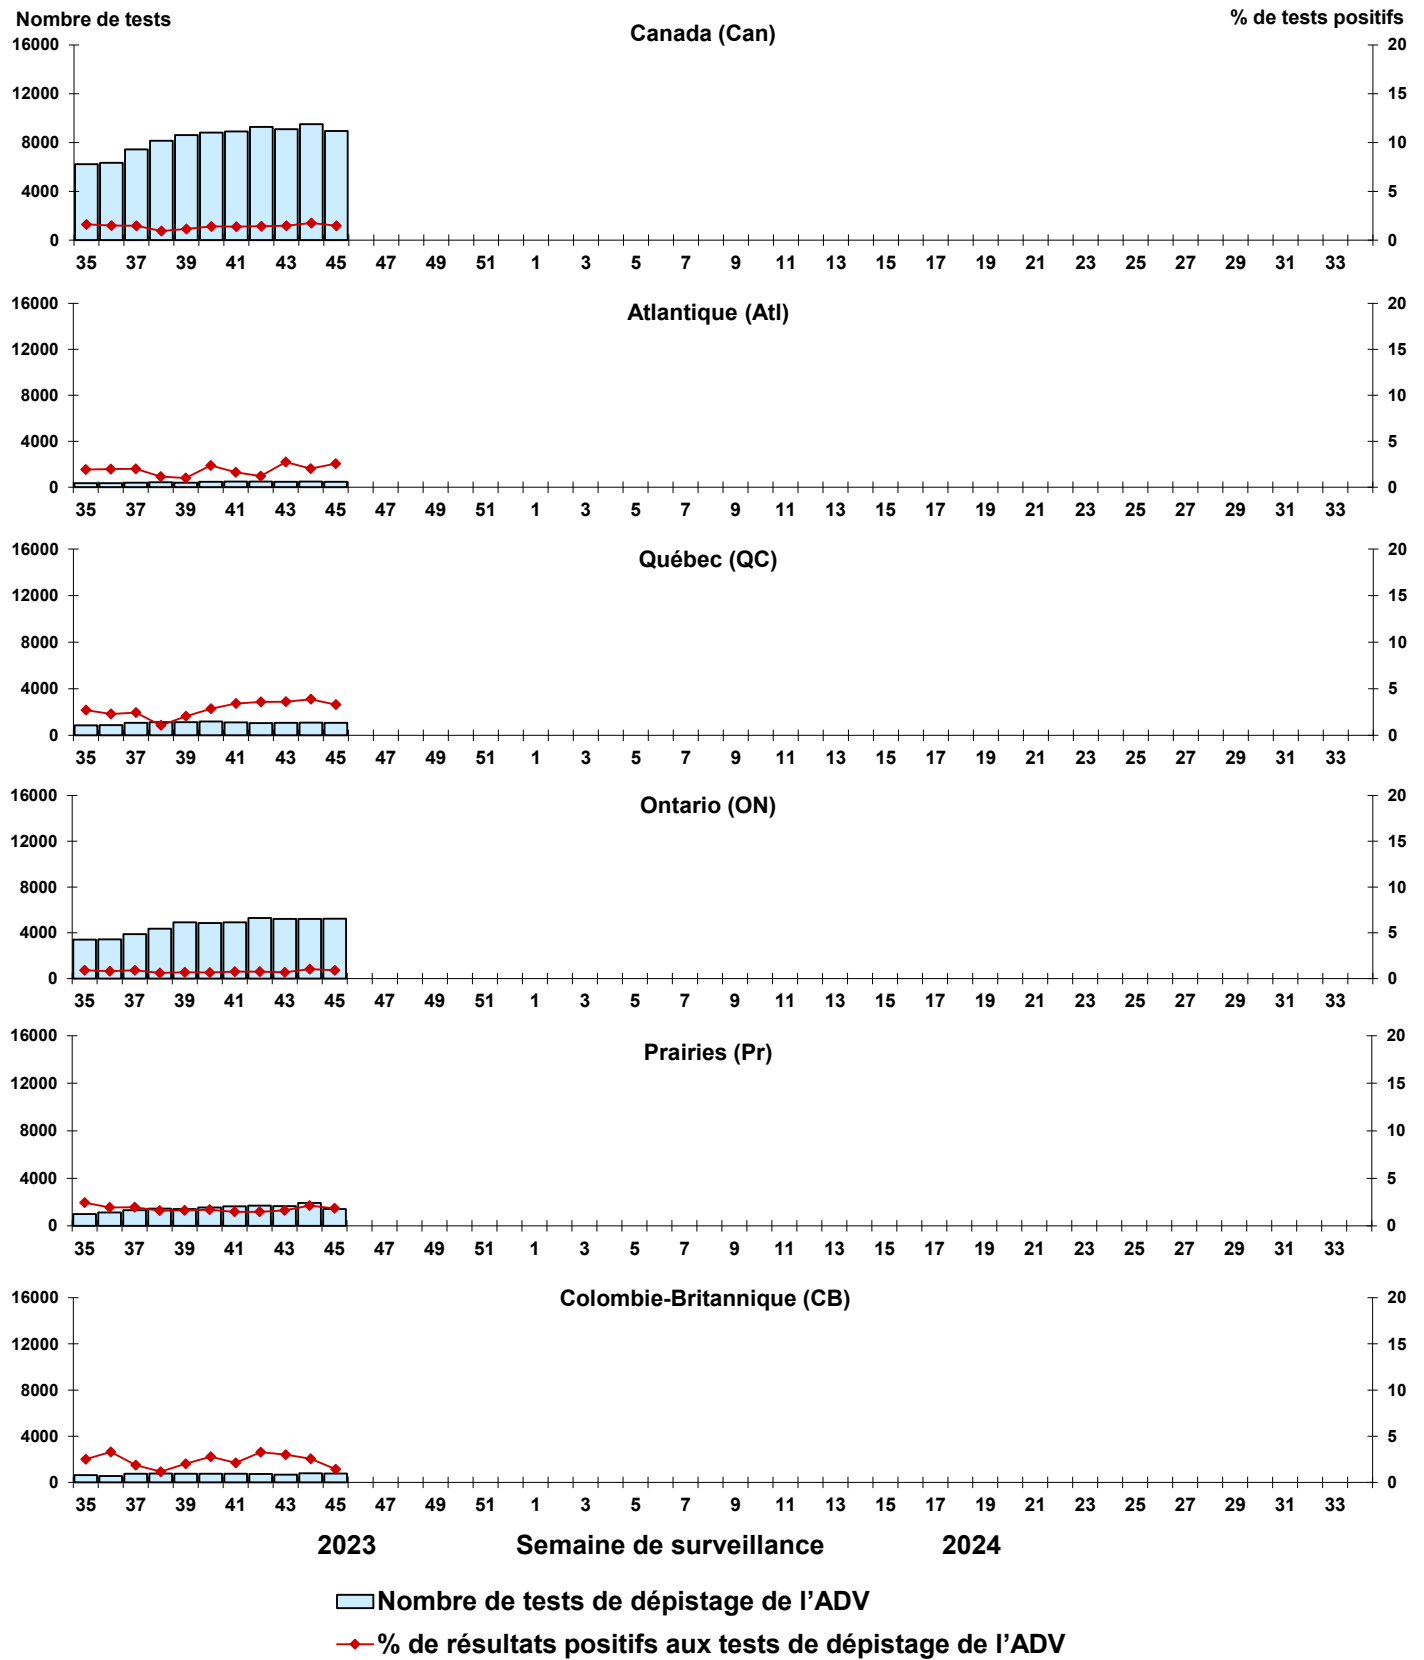 Nombre de tests
% de tests positifs
Canada (Can)
16000 20
12000 15
8000 10
4000 5
0 0
35 37 39 41 43 45 47 49 51 1 3 5 7 9 11 13 15 17 19 21 23 25 27 29 31 33
Atlantique (Atl)
16000 20
12000 15
8000 10
4000 5
0 0
35 37 39 41 43 45 47 49 51 1 3 5 7 9 11 13 15 17 19 21 23 25 27 29 31 33
Québec (QC)
16000 20
12000 15
8000 10
4000 5
0 0
35 37 39 41 43 45 47 49 51 1 3 5 7 9 11 13 15 17 19 21 23 25 27 29 31 33
Ontario (ON)
16000 20
12000 15
8000 10
4000 5
0 0
35 37 39 41 43 45 47 49 51 1 3 5 7 9 11 13 15 17 19 21 23 25 27 29 31 33
Prairies (Pr)
16000 20
12000 15
8000 10
4000 5
0 0
35 37 39 41 43 45 47 49 51 1 3 5 7 9 11 13 15 17 19 21 23 25 27 29 31 33
Colombie-Britannique (CB)
16000 20
12000 15
8000 10
4000 5
0 0
35 37 39 41 43 45 47 49 51 1 3 5 7 9 11 13 15 17 19 21 23 25 27 29 31 33
2023 Semaine de surveillance 2024
Nombre de tests de dépistage de l’ADV
% de résultats positifs aux tests de dépistage de l’ADV